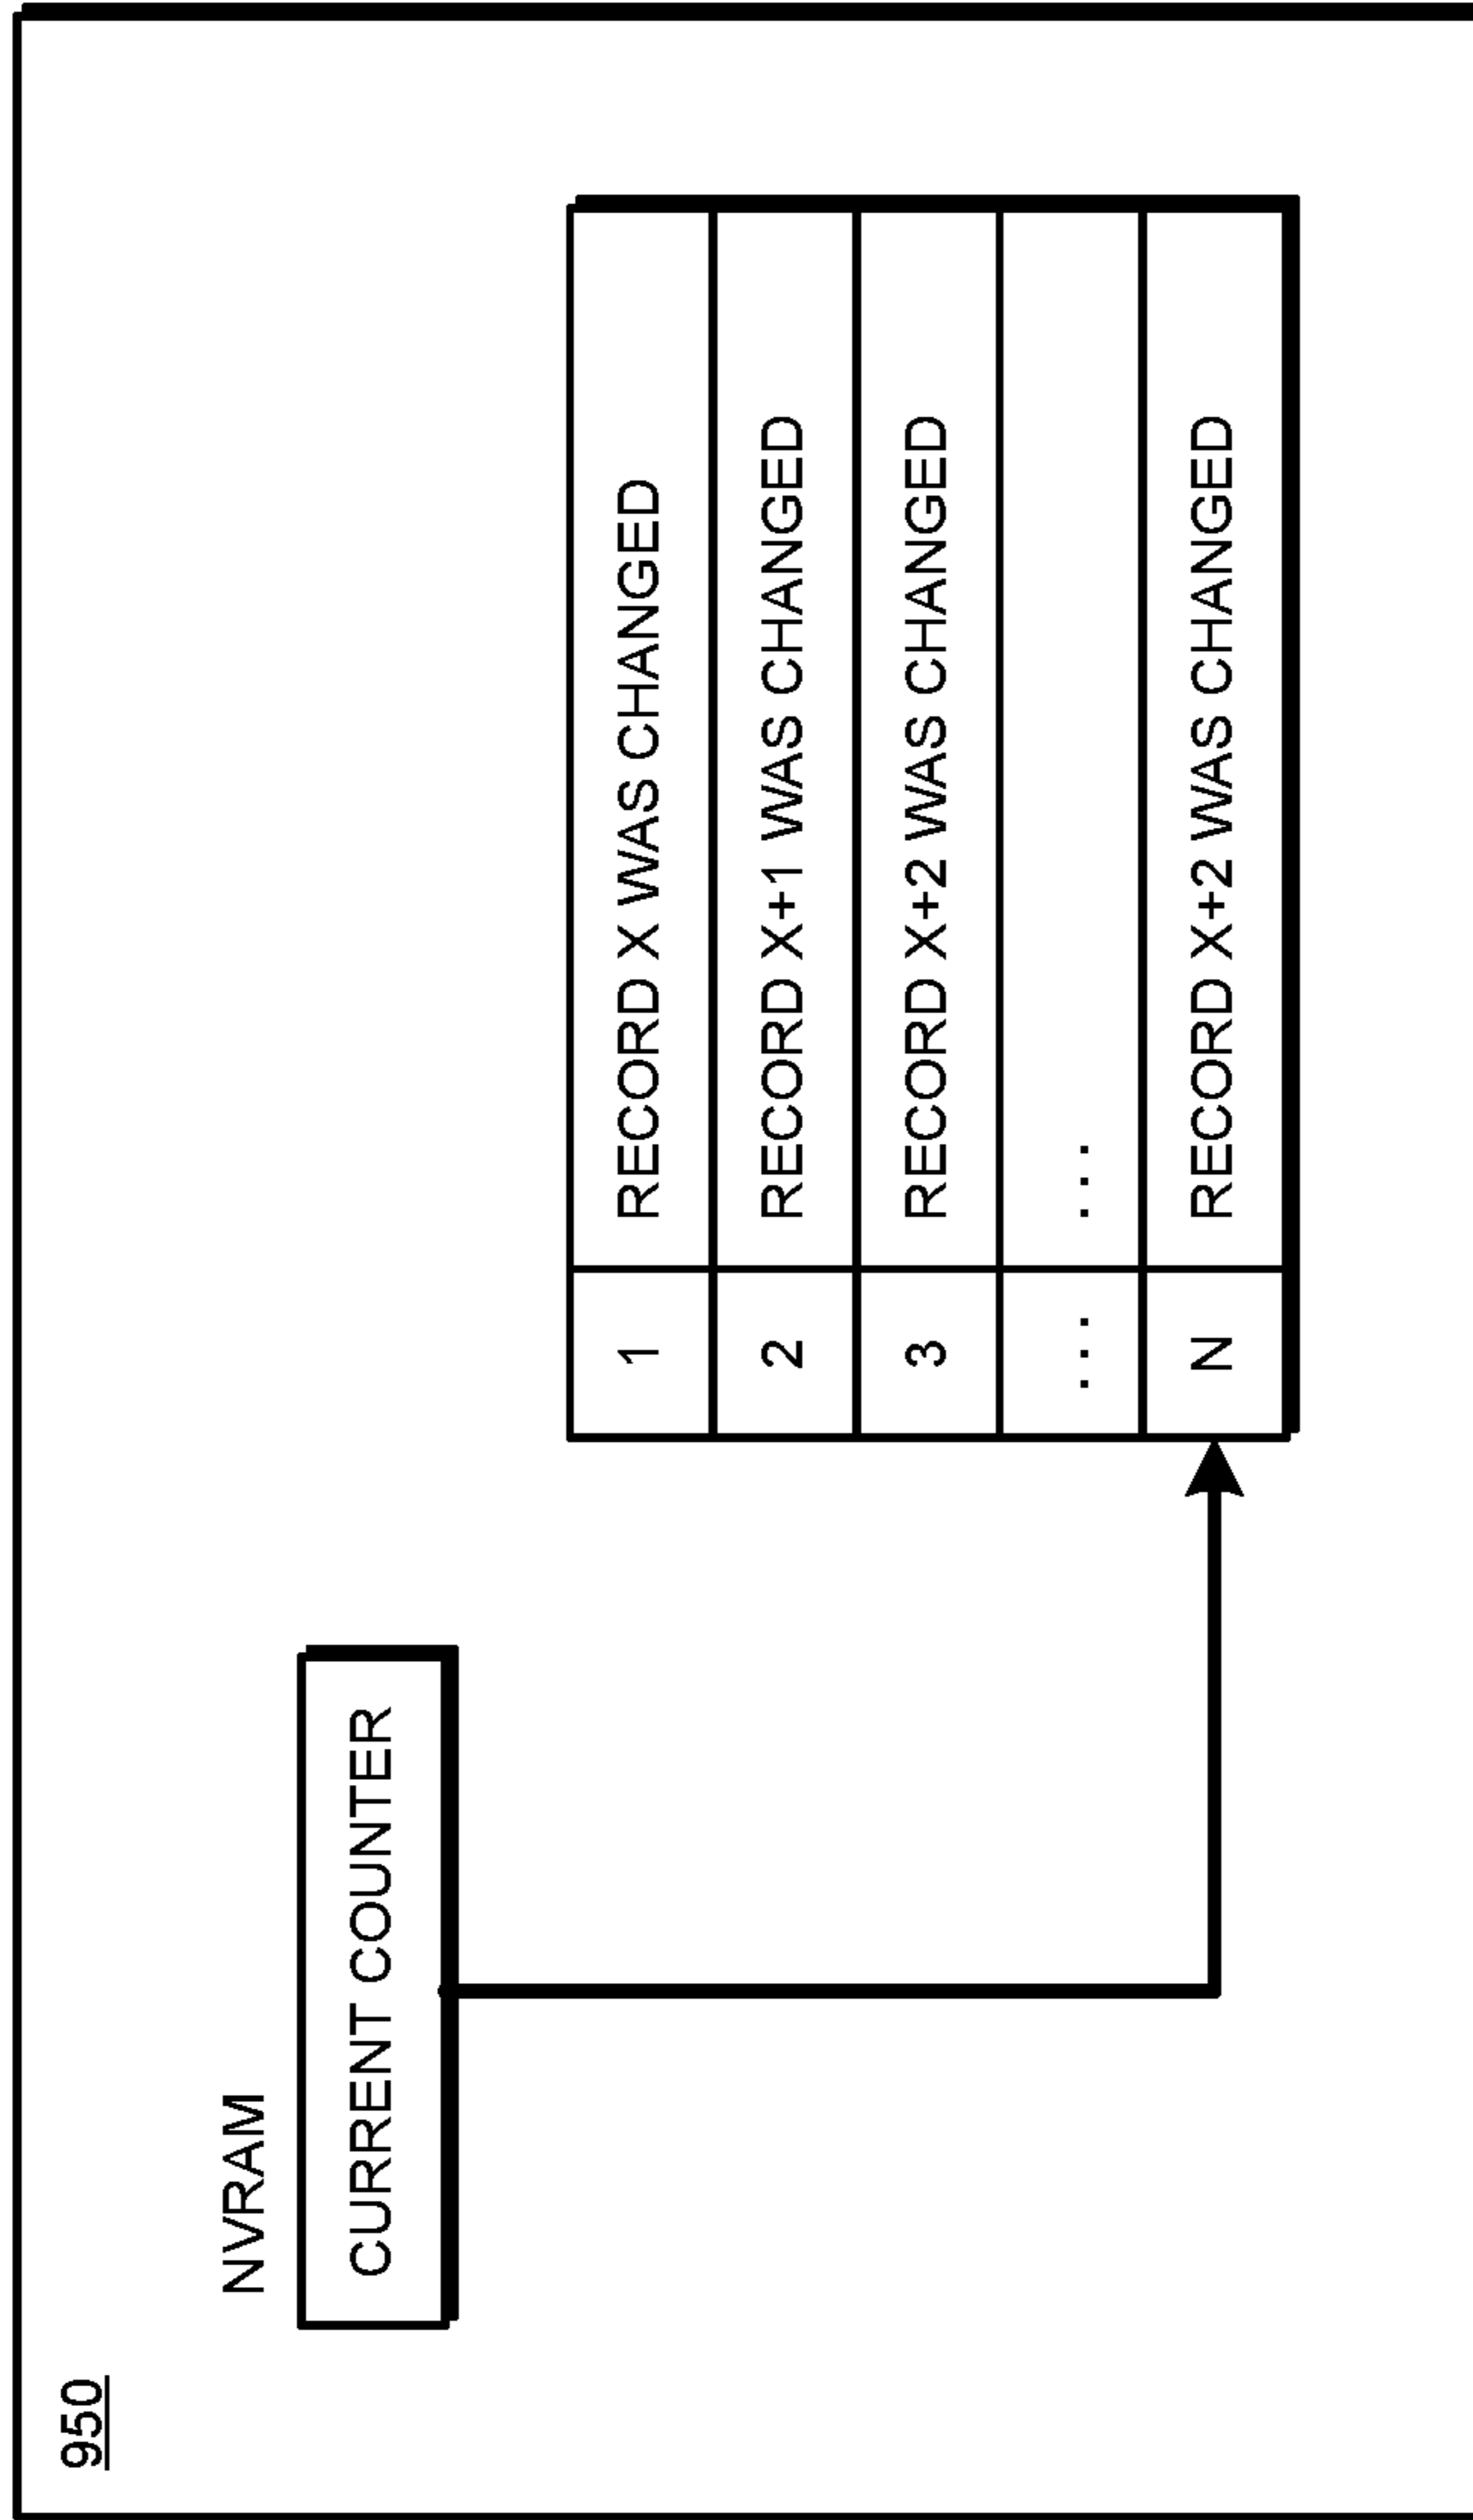 950
NVRAM
CURRENT COUNTER
1 RECORD X WAS CHANGED
2 RECORD X+1 WAS CHANGED
3 RECORD X+2 WAS CHANGED
... ...
N RECORD X+2 WAS CHANGED